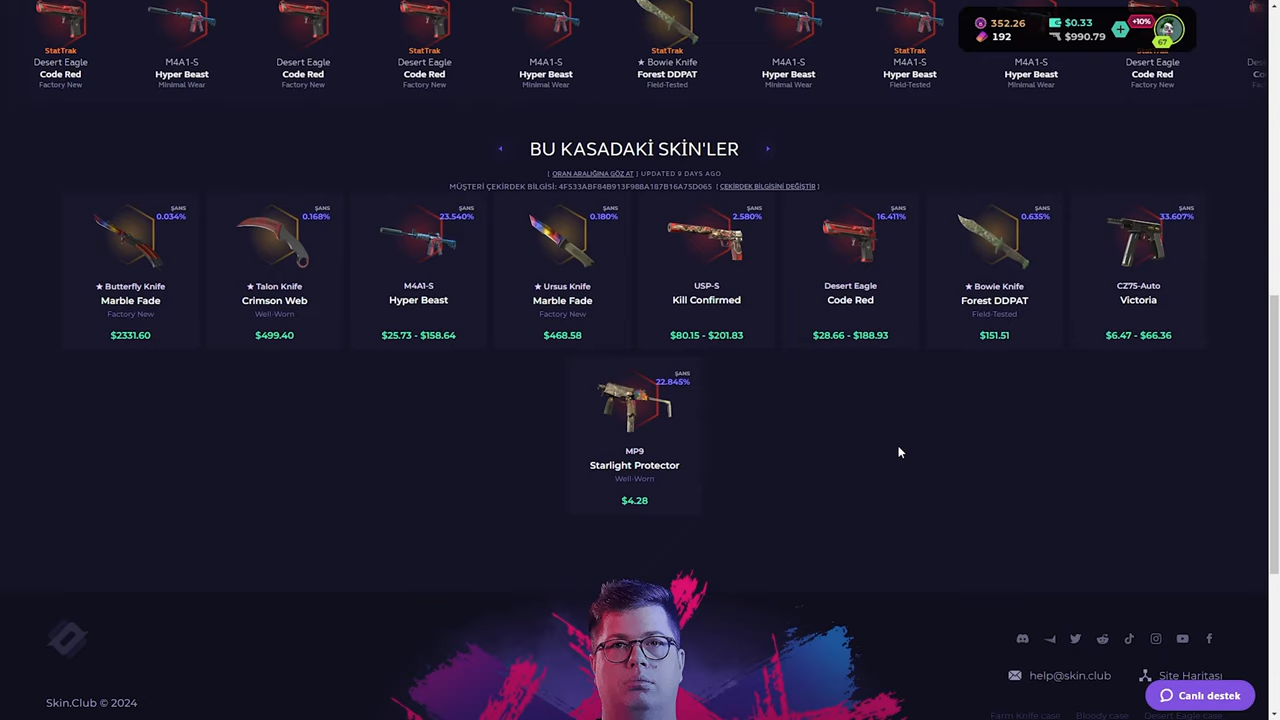 352.26
$0.33
+10%
192
$990.79
67
StatTrak
Desert Eagle
Code Red
Factory New
M4A1-S
Hyper Beast
Minimal Wear
Desert Eagle
Code Red
Factory New
StatTrak
Desert Eagle
Code Red
Factory New
M4A1-S
Hyper Beast
Minimal Wear
StatTrak
★ Bowie Knife
Forest DDPAT
Field-Tested
M4A1-S
Hyper Beast
Minimal Wear
StatTrak
M4A1-S
Hyper Beast
Field-Tested
M4A1-S
Hyper Beast
Minimal Wear
Desert Eagle
Code Red
Factory New
BU KASADAKİ SKİN'LER
[ ORAN ARALIĞINA GÖZ AT ] UPDATED 9 DAYS AGO
MÜŞTERİ ÇEKİRDEK BİLGİSİ: 4F533ABF84B913F988A187B16A75D065 [ ÇEKİRDEK BİLGİSİNİ DEĞİŞTİR ]
ŞANS
0.034%
★ Butterfly Knife
Marble Fade
Factory New
$2331.60
ŞANS
0.168%
★ Talon Knife
Crimson Web
Well-Worn
$499.40
ŞANS
23.540%
M4A1-S
Hyper Beast
$25.73 - $158.64
ŞANS
0.180%
★ Ursus Knife
Marble Fade
Factory New
$468.58
ŞANS
2.580%
USP-S
Kill Confirmed
$80.15 - $201.83
ŞANS
16.411%
Desert Eagle
Code Red
$28.66 - $188.93
ŞANS
0.635%
★ Bowie Knife
Forest DDPAT
Field-Tested
$151.51
ŞANS
33.607%
CZ75-Auto
Victoria
$6.47 - $66.36
ŞANS
22.845%
MP9
Starlight Protector
Well-Worn
$4.28
help@skin.club
Site Haritası
Canlı destek
Skin.Club © 2024
Farm Knife case
Bloody case
Desert Eagle case